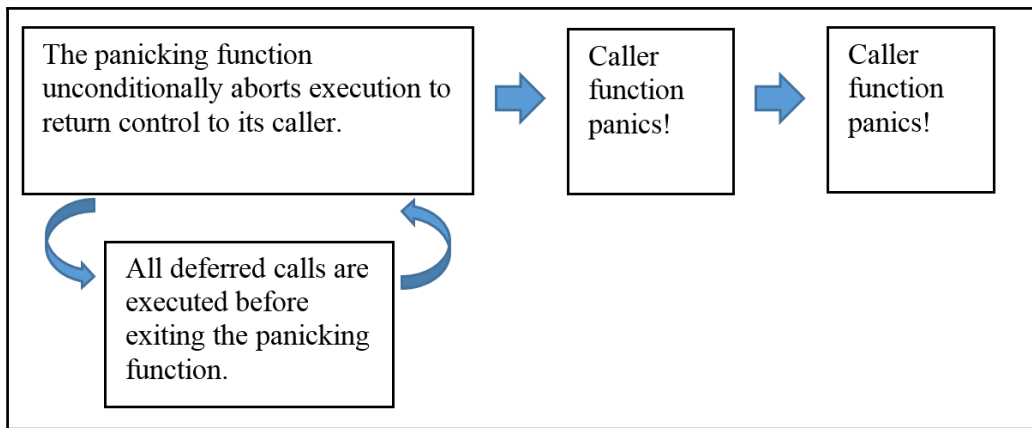 The panicking function
unconditionally aborts execution to
return control to its caller.
Caller
function
panics!
Caller
function
panics!
All deferred calls are
executed before
exiting the panicking
function.